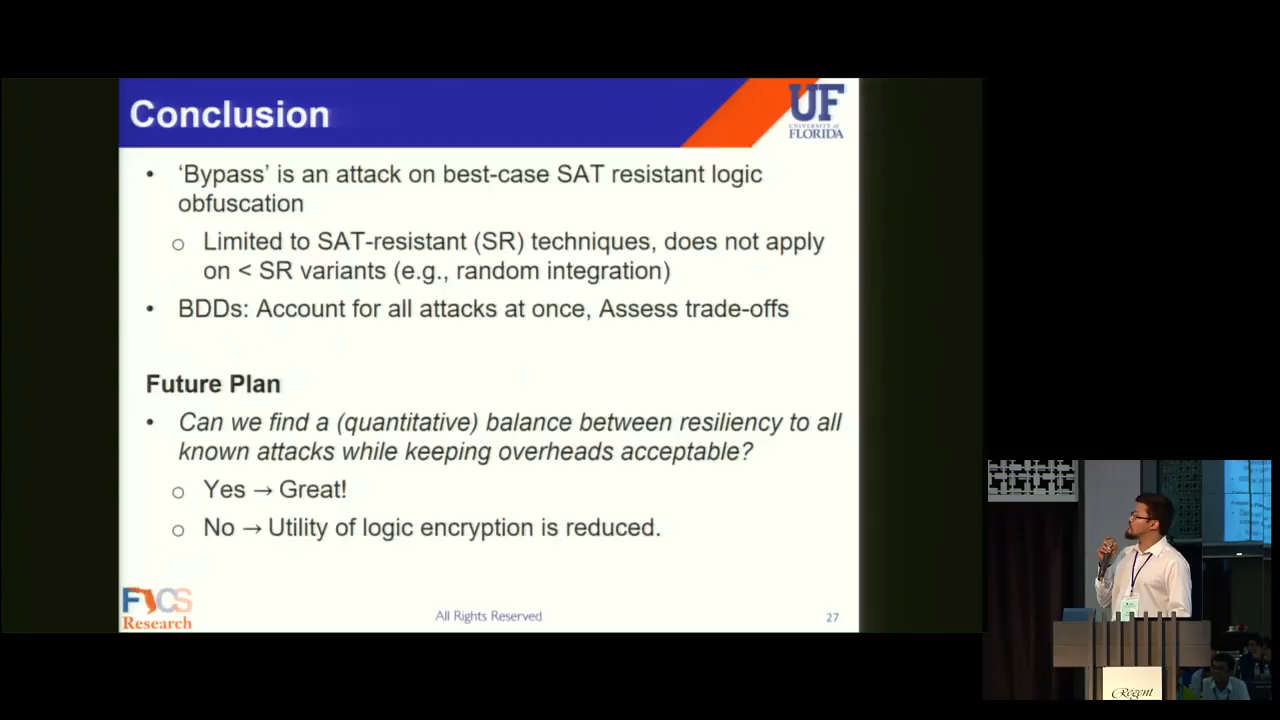 Conclusion
UF
UNIVERSITY of
FLORIDA
• ‘Bypass’ is an attack on best-case SAT resistant logic
obfuscation
o Limited to SAT-resistant (SR) techniques, does not apply
on < SR variants (e.g., random integration)
• BDDs: Account for all attacks at once, Assess trade-offs
Future Plan
• Can we find a (quantitative) balance between resiliency to all
known attacks while keeping overheads acceptable?
o Yes → Great!
o No → Utility of logic encryption is reduced.
FICS
Research
All Rights Reserved
27
Regent